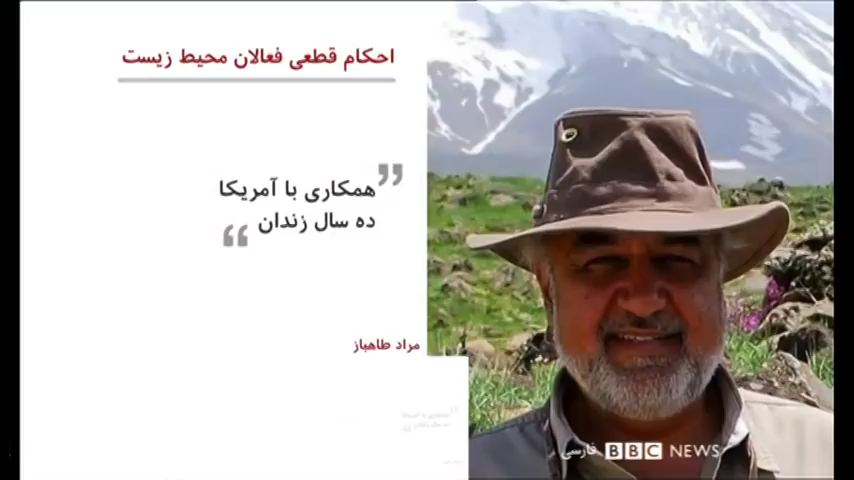 احکام قطعی فعالان محیط زیست
”همکاری با آمریکا
ده سال زندان“
مراد طاهباز
BBC NEWS فارسی